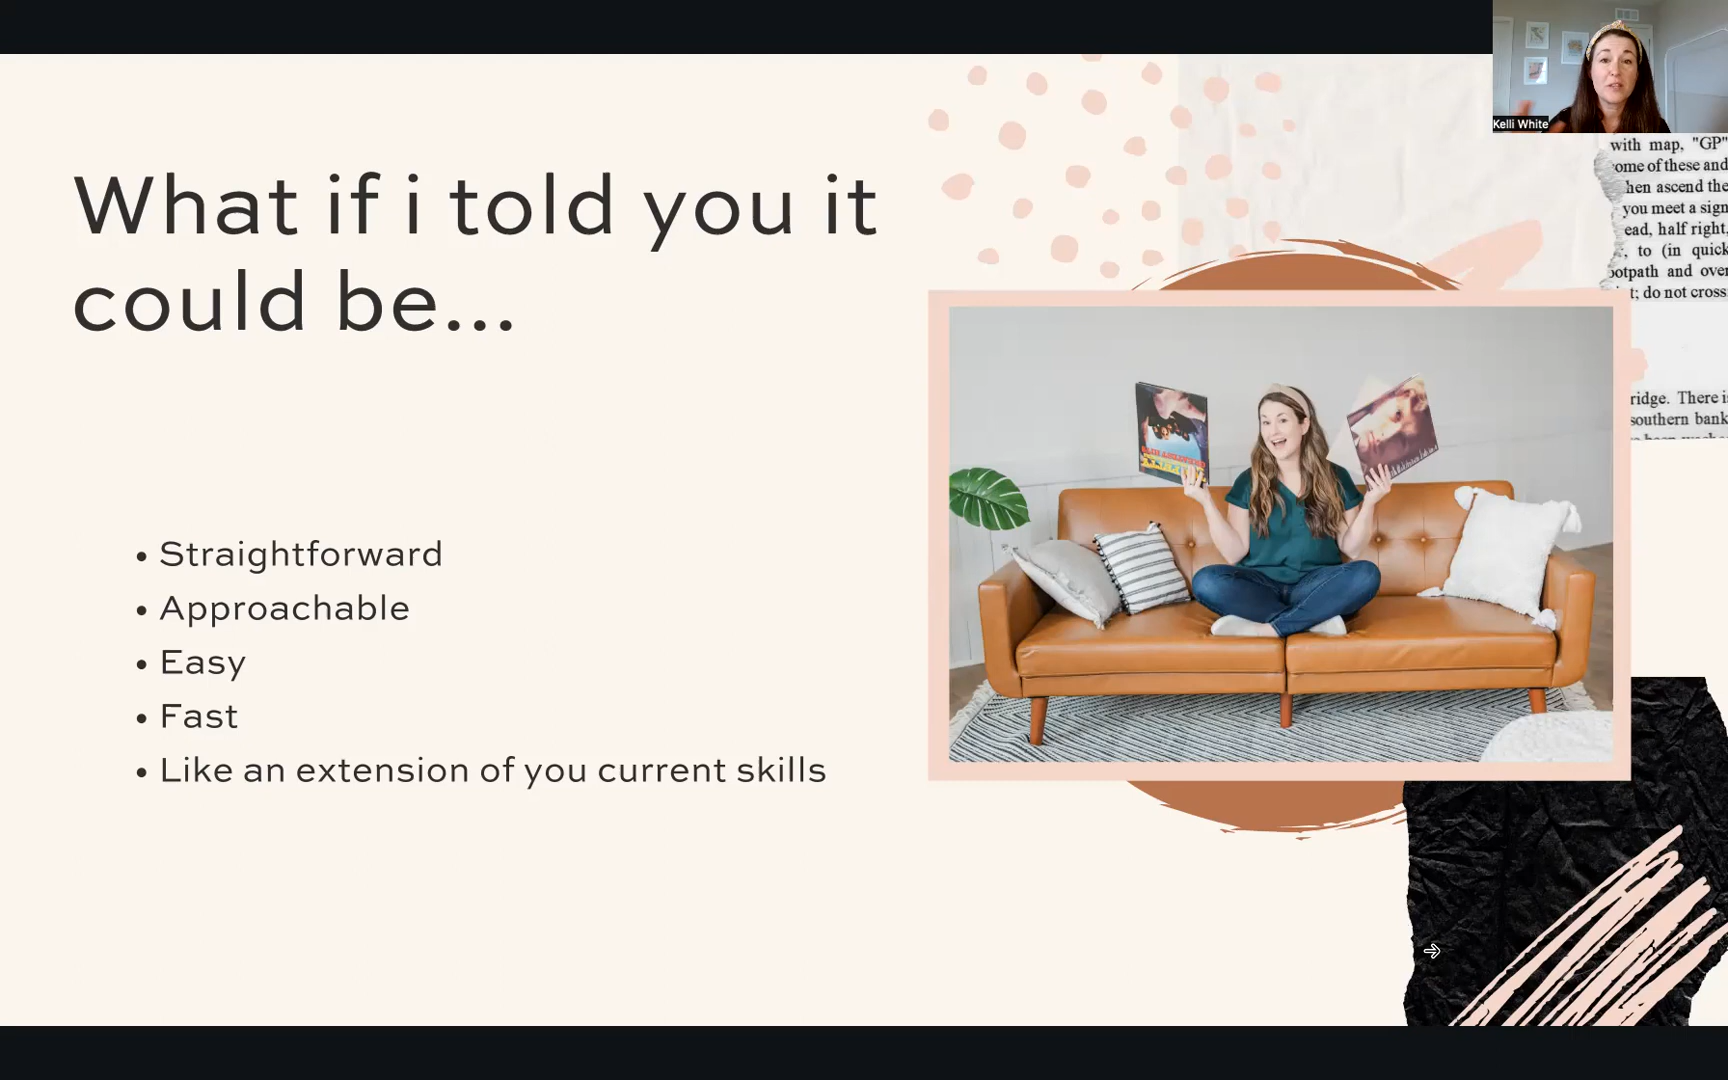 Kelli White
What if i told you it
could be...
• Straightforward
• Approachable
• Easy
• Fast
• Like an extension of you current skills
with map, "GP"
ome of these and
hen ascend the
you meet a sign
ead, half right,
, to (in quick
otpath and over
t; do not cross
ridge. There i
southern bank